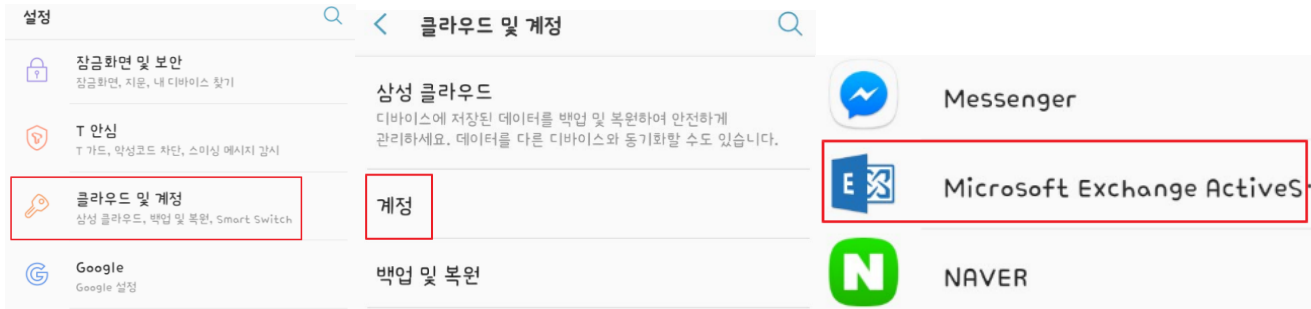 설정
잠금화면 및 보안
잠금화면, 지문, 내 디바이스 찾기
T 안심
T 가드, 악성코드 차단, 스미싱 메시지 감시
클라우드 및 계정
삼성 클라우드, 백업 및 복원, Smart Switch
Google
Google 설정
클라우드 및 계정
삼성 클라우드
디바이스에 저장된 데이터를 백업 및 복원하여 안전하게
관리하세요. 데이터를 다른 디바이스와 동기화할 수도 있습니다.
계정
백업 및 복원
Messenger
Microsoft Exchange ActiveS
NAVER